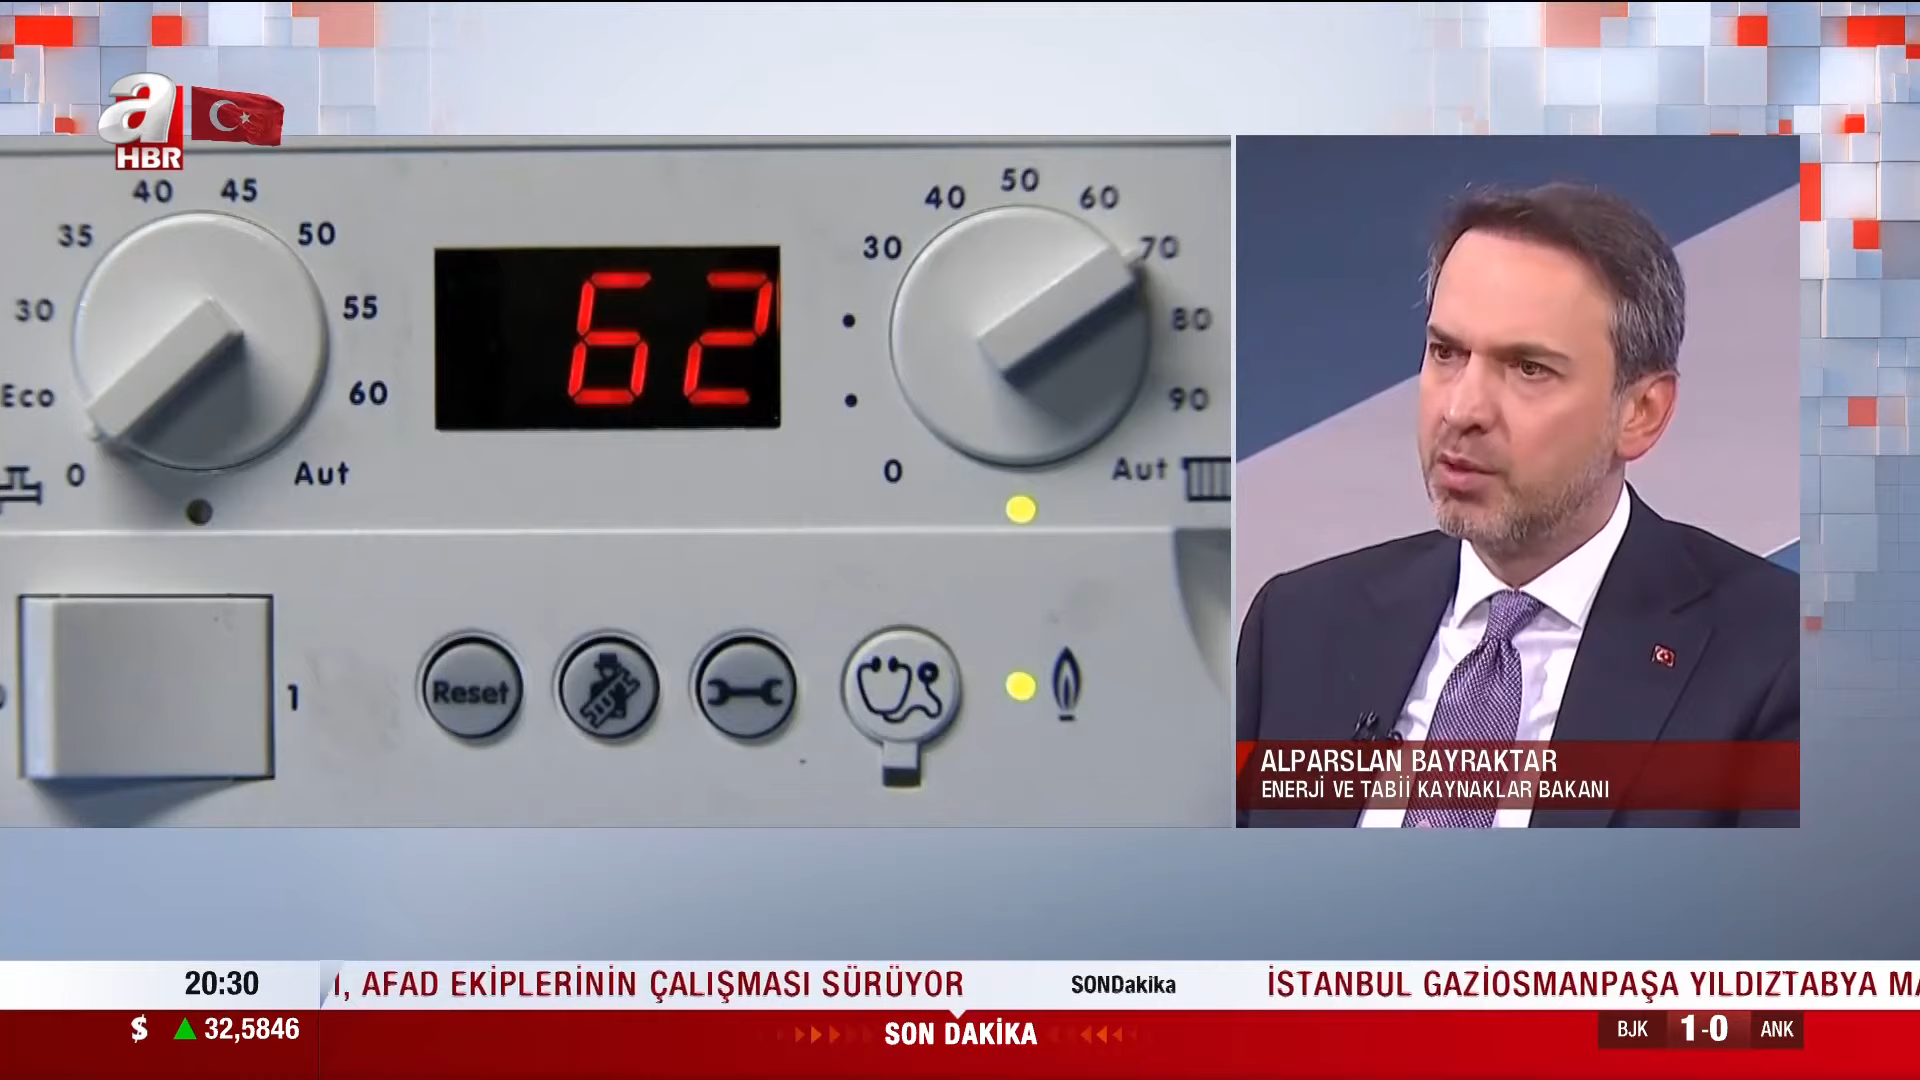 a
HBR
40 45
35 50
30 55
Eco 60
0 Aut
62
40 50 60
30 70
80
90
0 Aut
1
Reset
ALPARSLAN BAYRAKTAR
ENERJİ VE TABİİ KAYNAKLAR BAKANI
20:30
I, AFAD EKİPLERİNİN ÇALIŞMASI SÜRÜYOR SONDakika İSTANBUL GAZİOSMANPAŞA YILDIZTABYA MA
$ 32,5846
SON DAKİKA
BJK 1-0 ANK